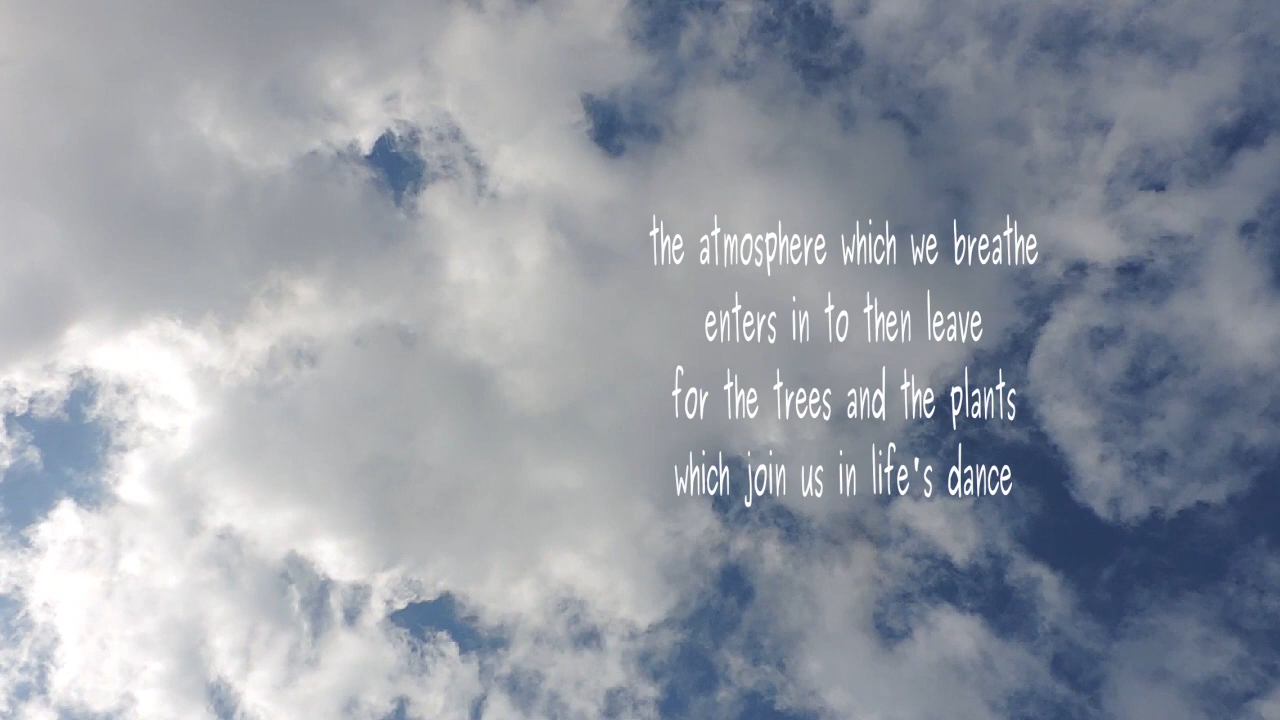 the atmosphere which we breathe
enters in to then leave
for the trees and the plants
which join us in life's dance